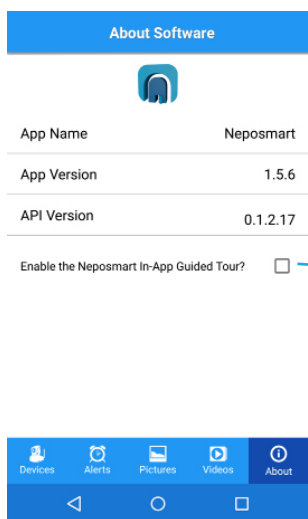 About Software
App Name Neposmart
App Version 1.5.6
API Version 0.1.2.17
Enable the Neposmart In-App Guided Tour?
Devices Alerts Pictures Videos About